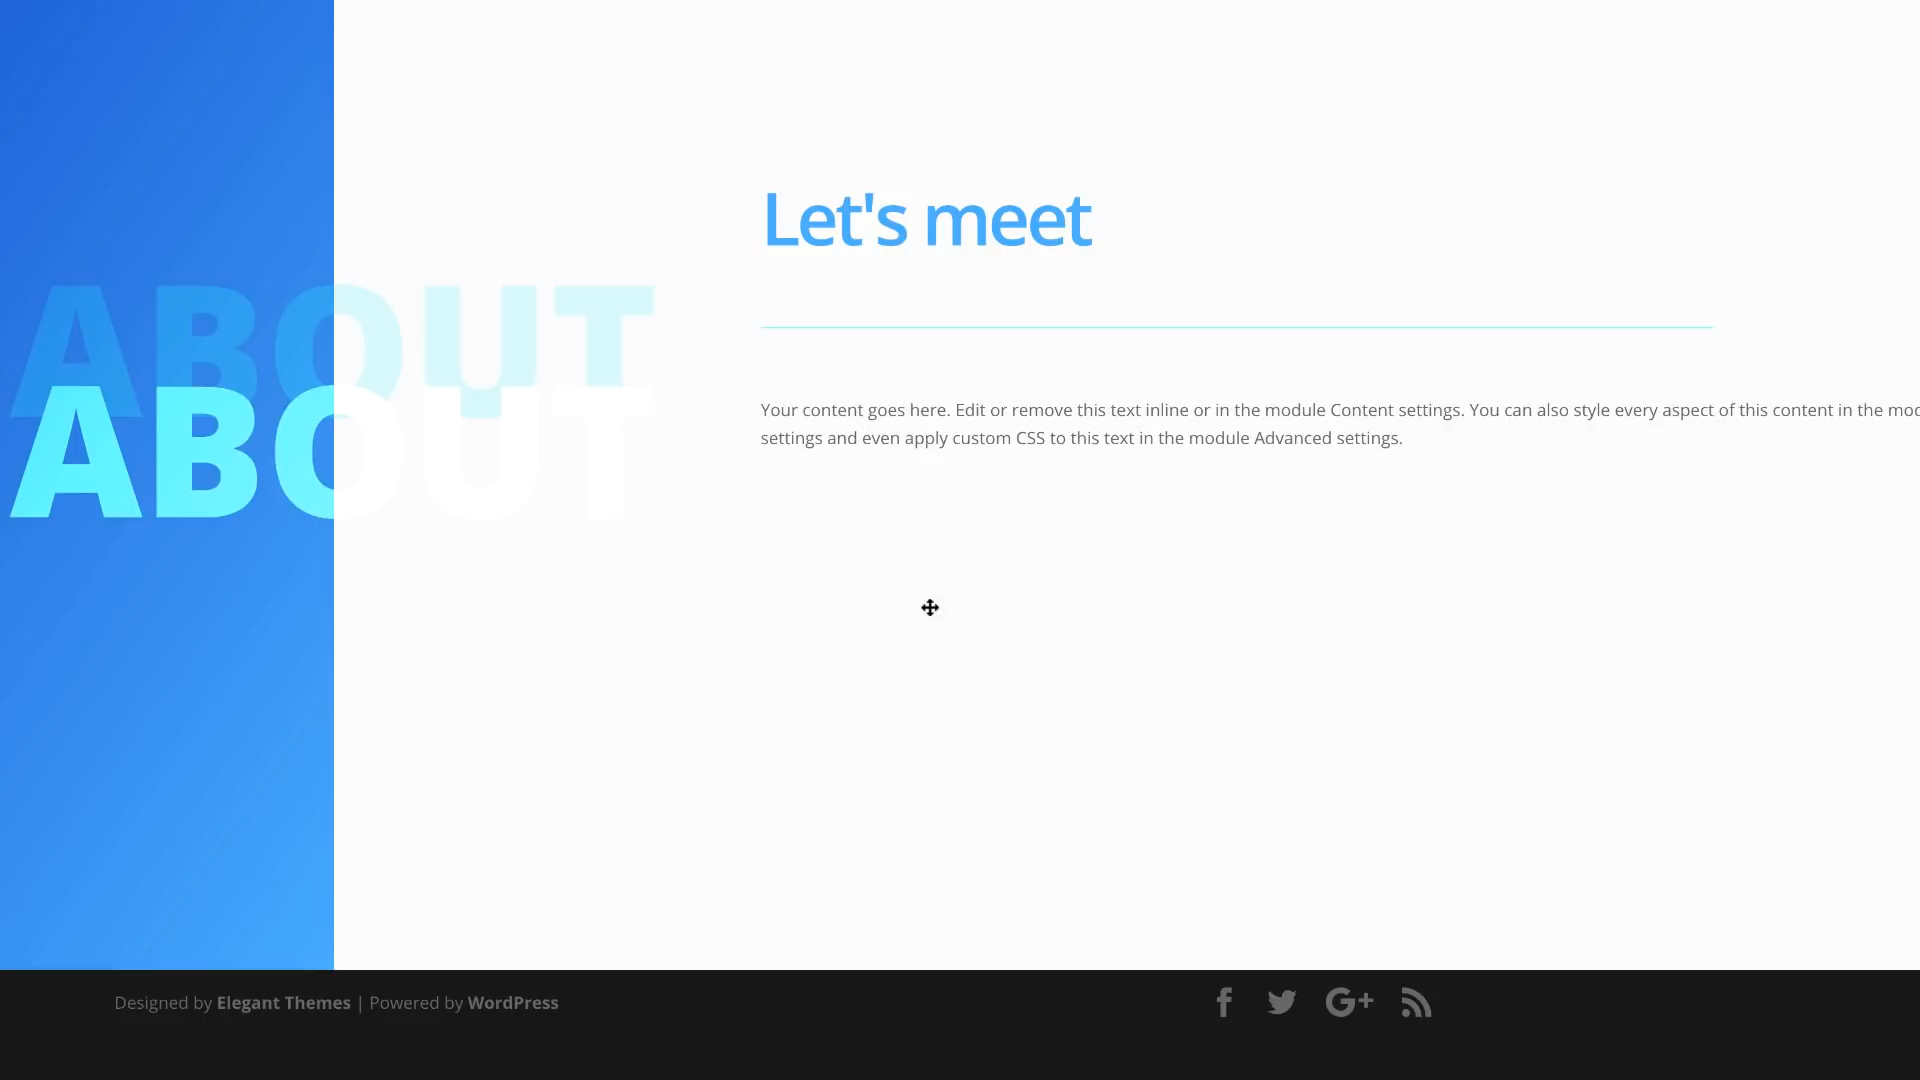 ABOUT
ABOUT
Let's meet
Your content goes here. Edit or remove this text inline or in the module Content settings. You can also style every aspect of this content in the
settings and even apply custom CSS to this text in the module Advanced settings.
Designed by Elegant Themes | Powered by WordPress
G+